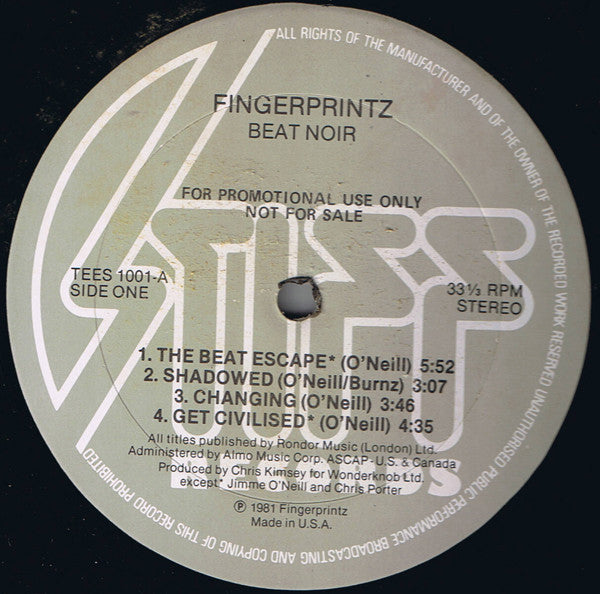 ALL RIGHTS OF THE MANUFACTURER AND OF THE OWNER OF THE RECORDED WORK RESERVED UNAUTHORISED PUBLIC PERFORMANCE BROADCASTING AND COPYING OF THIS RECORD PROHIBITED
FINGERPRINTZ
BEAT NOIR
FOR PROMOTIONAL USE ONLY
NOT FOR SALE
STIFF
RECORDS
TEES 1001-A
SIDE ONE
33⅓ RPM
STEREO
1. THE BEAT ESCAPE* (O'Neill) 5:52
2. SHADOWED (O'Neill/Burnz) 3:07
3. CHANGING (O'Neill) 3:46
4. GET CIVILISED* (O'Neill) 4:35
All titles published by Rondor Music (London) Ltd.
Administered by Almo Music Corp. ASCAP-U.S. & Canada
Produced by Chris Kimsey for Wonderknob Ltd.
except* Jimme O'Neill and Chris Porter
℗ 1981 Fingerprintz
Made in U.S.A.